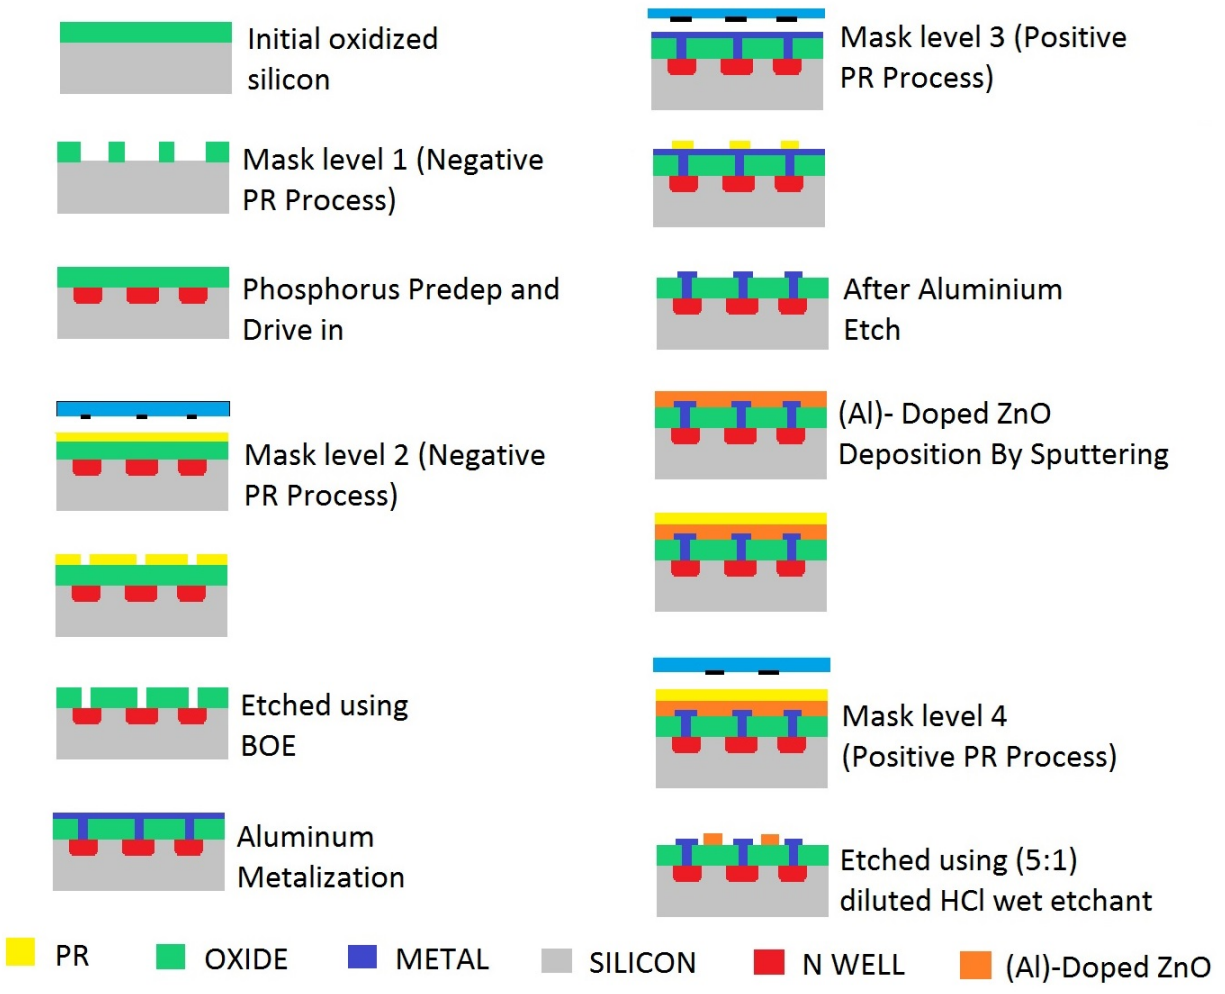 Initial oxidized
silicon
Mask level 1 (Negative
PR Process)
Phosphorus Predep and
Drive in
Mask level 2 (Negative
PR Process)
Etched using
BOE
Aluminum
Metalization
Mask level 3 (Positive
PR Process)
After Aluminium
Etch
(Al)- Doped ZnO
Deposition By Sputtering
Mask level 4
(Positive PR Process)
Etched using (5:1)
diluted HCl wet etchant
PR OXIDE METAL SILICON N WELL (Al)-Doped ZnO